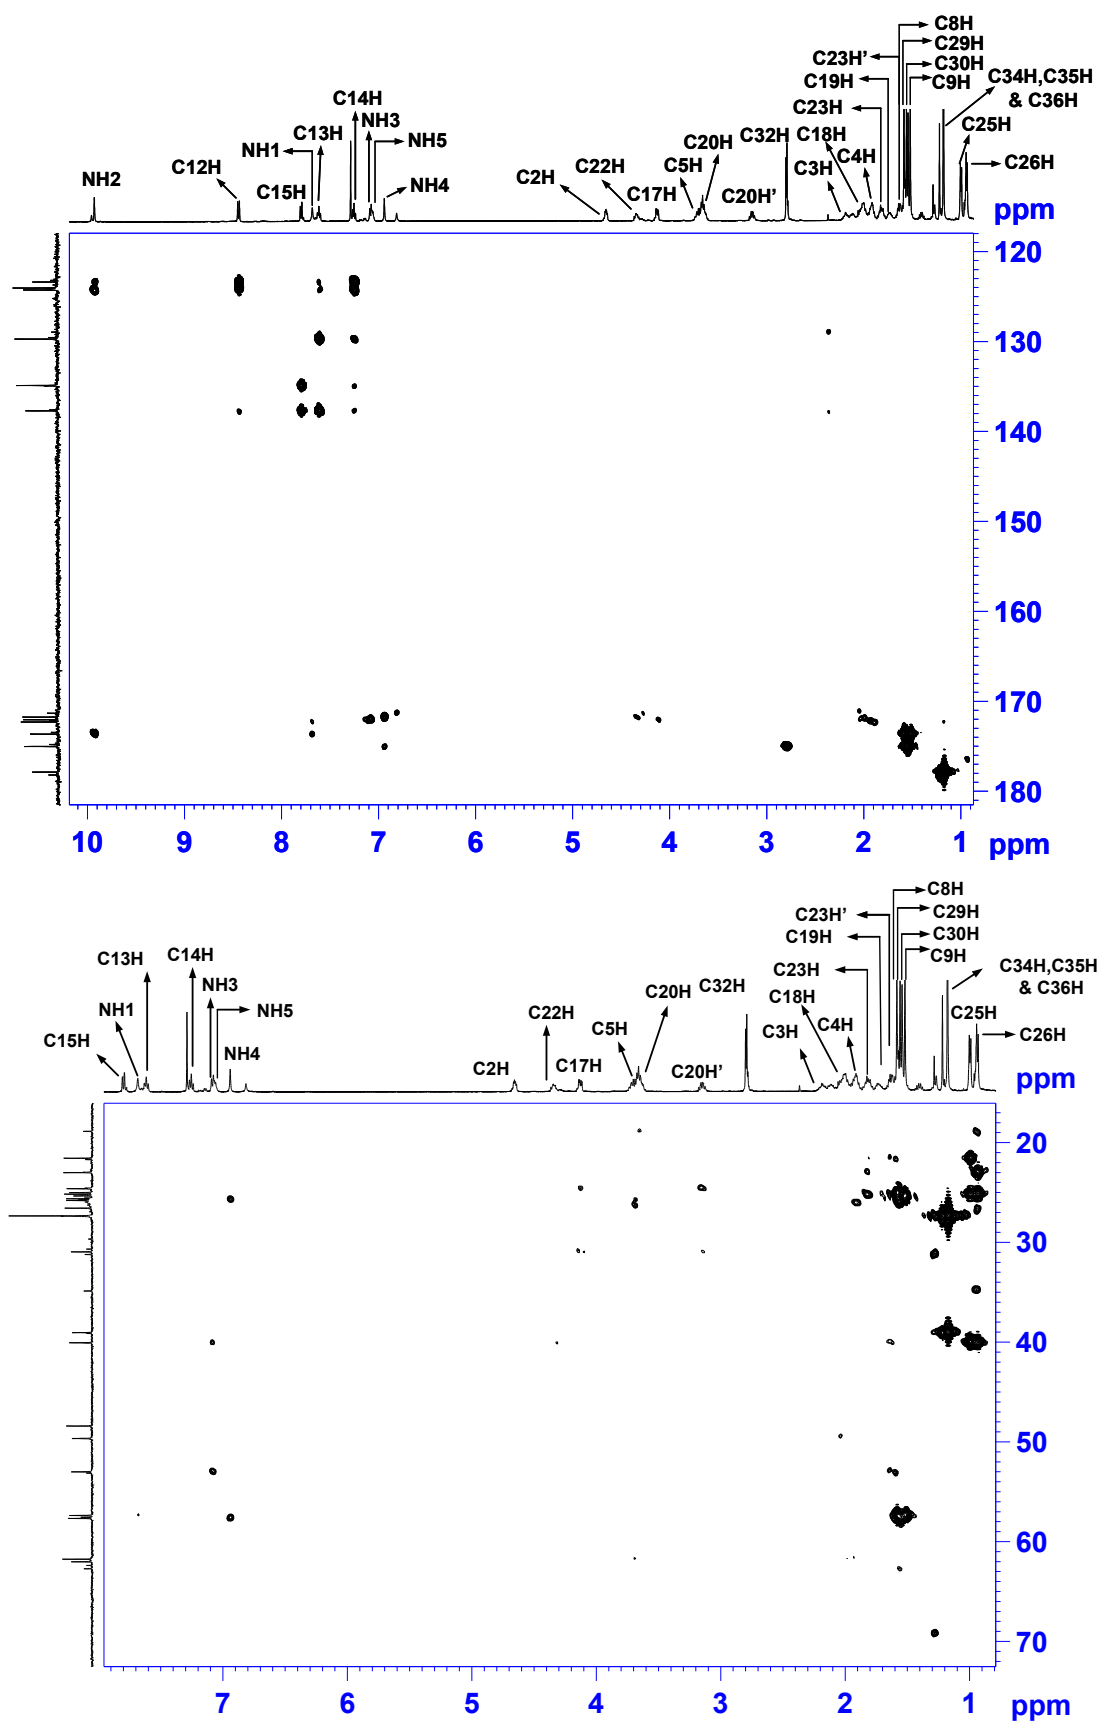 C8H
C29H
C23H’ C30H
C19H C9H C34H,C35H
& C36H
C14H
NH3
C23H
C25H
C13H
NH5
C20H C32H C18H
NH1
C12H
C5H
C3H C4H
C26H
NH2
C15H
NH4
C2H
C22H
C17H
C20H’
ppm
120
130
140
150
160
170
180
10 9 8 7 6 5 4 3 2 1 ppm
C8H
C23H’ C29H
C19H C30H
C9H
C13H C14H
C34H,C35H
& C36H
NH3
C23H
C20H C32H
C18H
NH1
NH5
C22H
C25H
C15H
C5H
C3H C4H
C26H
NH4
C2H C17H
C20H’
ppm
20
30
40
50
60
70
7 6 5 4 3 2 1 ppm